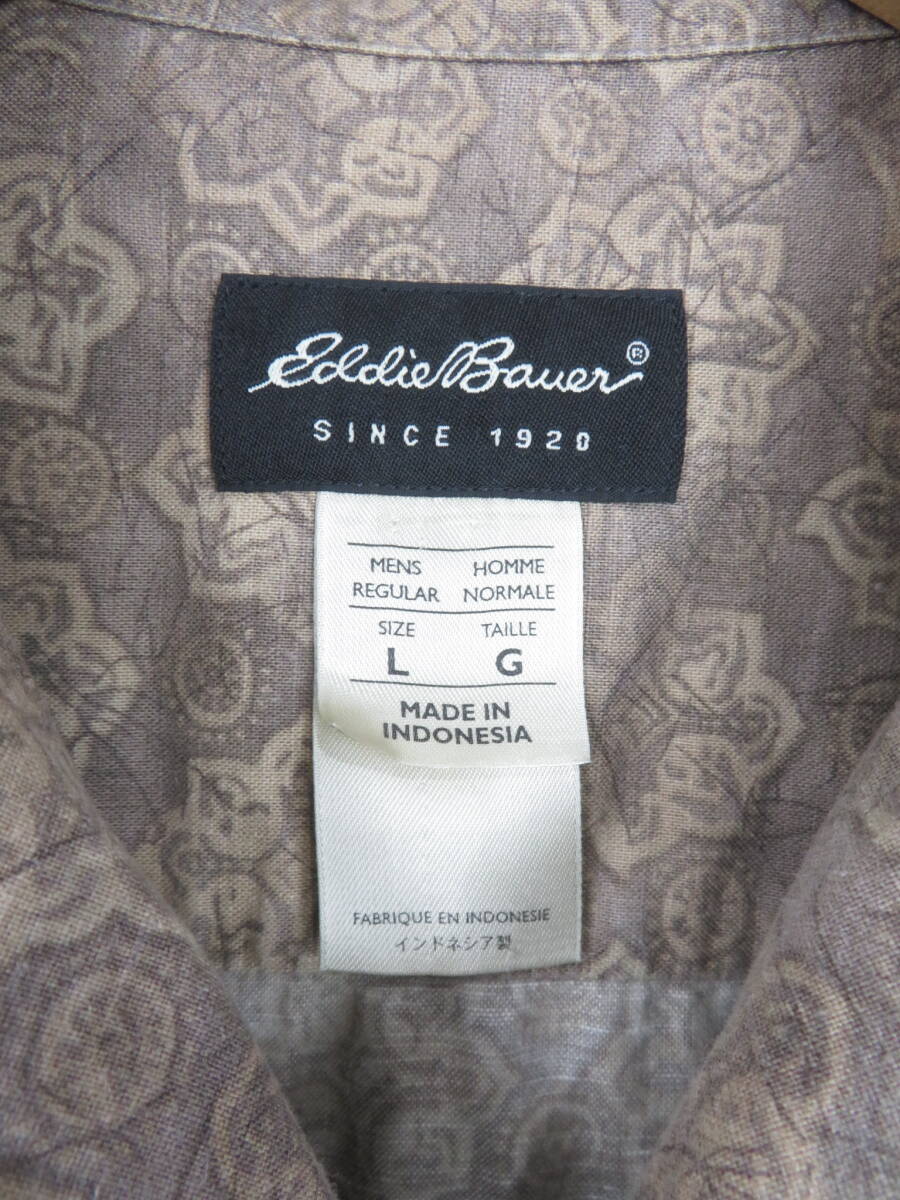 Eddie Bauer®
SINCE 1920
MENS HOMME
REGULAR NORMALE
SIZE TAILLE
L G
MADE IN
INDONESIA
FABRIQUE EN INDONESIE
インドネシア製